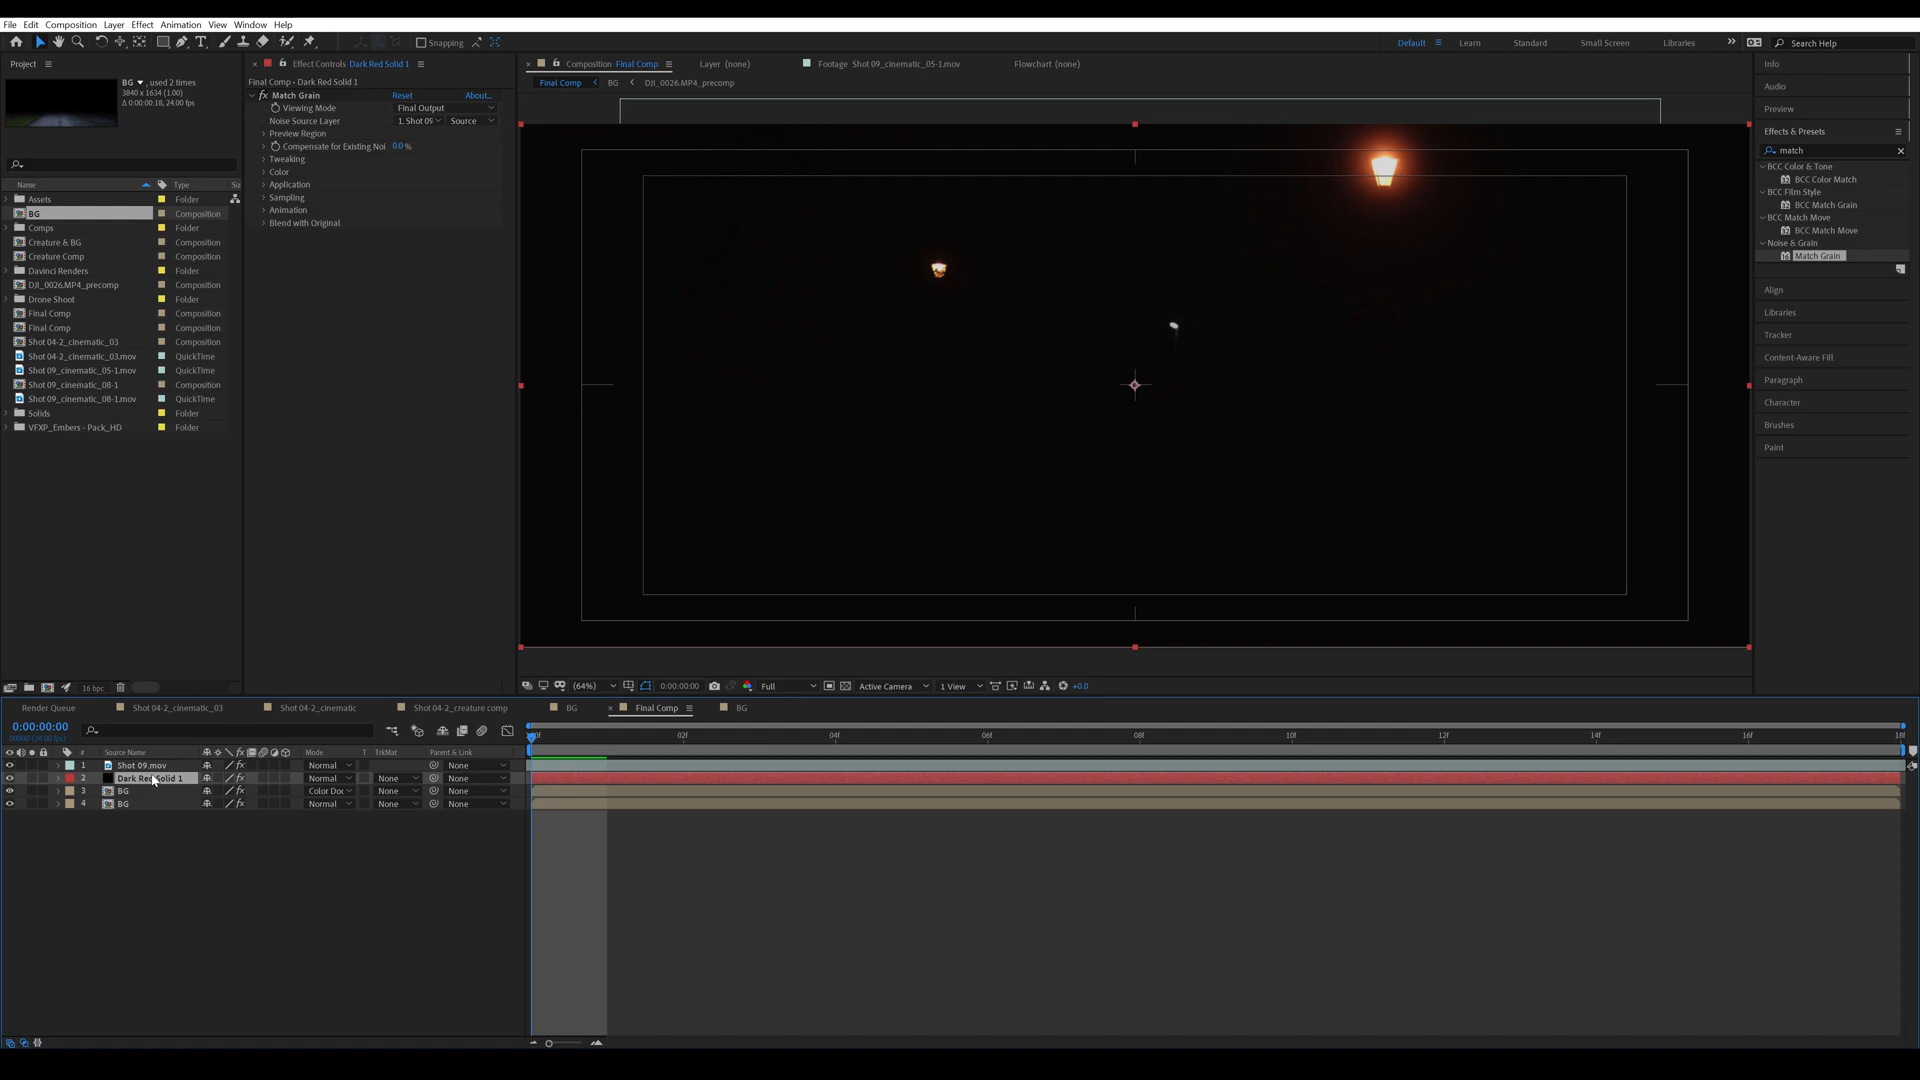 File Edit Composition Layer Effect Animation View Window Help
Snapping
Default Learn Standard Small Screen Libraries Search Help
Project
BG, used 2 times
3840 x 1634 (1.00)
Δ 0:00:00:18, 24.00 fps
Name Type Siz
Assets Folder
BG Composition
Comps Folder
Creature & BG Composition
Creature Comp Composition
Davinci Renders Folder
DJI_0026.MP4_precomp Composition
Drone Shoot Folder
Final Comp Composition
Final Comp Composition
Shot 04-2_cinematic_03 Composition
Shot 04-2_cinematic_03.mov QuickTime
Shot 09_cinematic_05-1.mov QuickTime
Shot 09_cinematic_08-1 Composition
Shot 09_cinematic_08-1.mov QuickTime
Solids Folder
VFXP_Embers - Pack_HD Folder
16 bpc
Effect Controls Dark Red Solid 1
Final Comp • Dark Red Solid 1
fx Match Grain Reset About...
Viewing Mode Final Output
Noise Source Layer 1. Shot 09 Source
Preview Region
Compensate for Existing Noi 0.0 %
Tweaking
Color
Application
Sampling
Animation
Blend with Original
Composition Final Comp Layer (none) Footage Shot 09_cinematic_05-1.mov Flowchart (none)
Final Comp BG DJI_0026.MP4_precomp
(64%) 0:00:00:00 Full Active Camera 1 View +0.0
Info
Audio
Preview
Effects & Presets
match
BCC Color & Tone
BCC Color Match
BCC Film Style
BCC Match Grain
BCC Match Move
BCC Match Move
Noise & Grain
Match Grain
Align
Libraries
Tracker
Content-Aware Fill
Paragraph
Character
Brushes
Paint
Render Queue Shot 04-2_cinematic_03 Shot 04-2_cinematic Shot 04-2_creature comp BG Final Comp BG
0:00:00:00
00000 (24.00 fps)
02f 04f 06f 08f 10f 12f 14f 16f 18f
# Source Name Mode T TrkMat Parent & Link
1 Shot 09.mov Normal None
2 Dark Red Solid 1 Normal None None
3 BG Color Doc None None
4 BG Normal None None